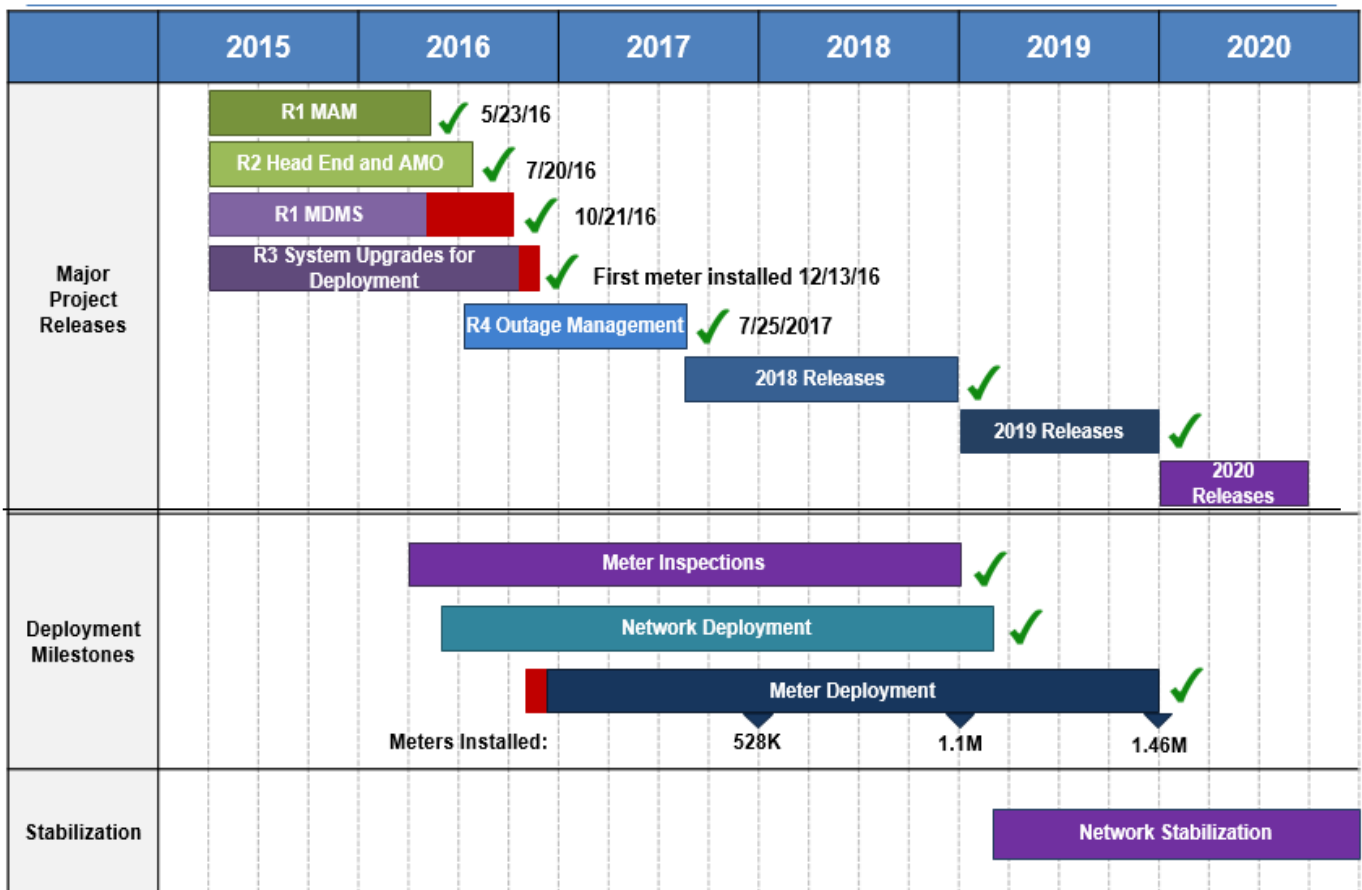 2015 2016 2017 2018 2019 2020
Major
Project
Releases
R1 MAM
5/23/16
R2 Head End and AMO
7/20/16
R1 MDMS
10/21/16
R3 System Upgrades for
Deployment
First meter installed 12/13/16
R4 Outage Management
7/25/2017
2018 Releases
2019 Releases
2020
Releases
Deployment
Milestones
Meter Inspections
Network Deployment
Meter Deployment
Meters Installed: 528K 1.1M 1.46M
Stabilization
Network Stabilization